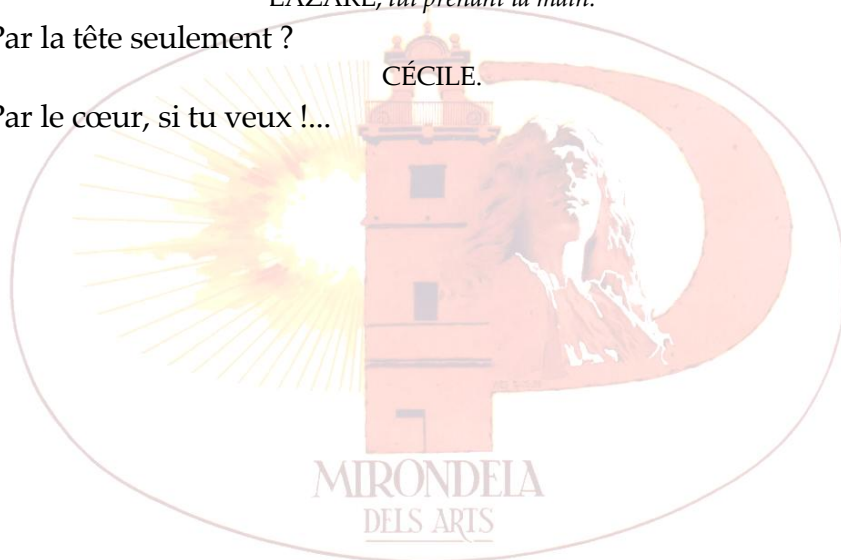 LAZARE, lui prenant la main.
Par la tête seulement ?
CÉCILE.
Par le cœur, si tu veux !...
MIRONDELA
DELS ARTS